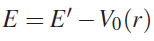 E = E′ − V₀(r)